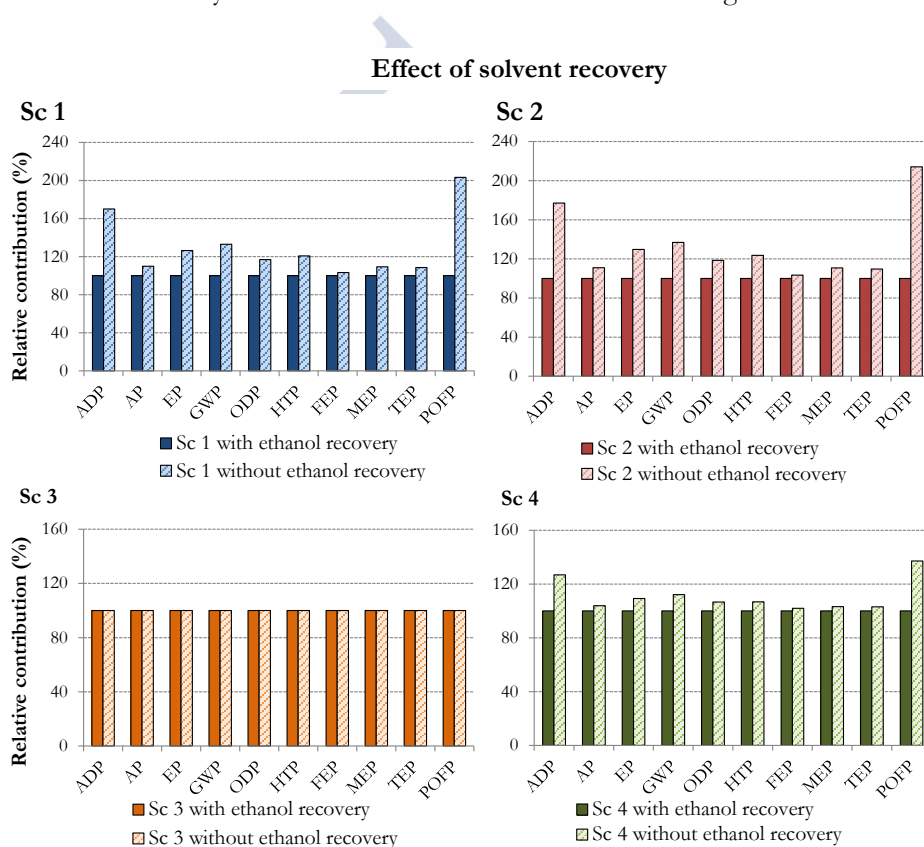 Effect of solvent recovery
Sc 1
Relative contribution (%)
240
200
160
120
80
40
0
ADP
AP
EP
GWP
ODP
HTP
FEP
MEP
TEP
POFP
Sc 1 with ethanol recovery
Sc 1 without ethanol recovery
Sc 2
240
200
160
120
80
40
0
ADP
AP
EP
GWP
ODP
HTP
FEP
MEP
TEP
POFP
Sc 2 with ethanol recovery
Sc 2 without ethanol recovery
Sc 3
Relative contribution (%)
160
120
80
40
0
ADP
AP
EP
GWP
ODP
HTP
FEP
MEP
TEP
POFP
Sc 3 with ethanol recovery
Sc 3 without ethanol recovery
Sc 4
160
120
80
40
0
ADP
AP
EP
GWP
ODP
HTP
FEP
MEP
TEP
POFP
Sc 4 with ethanol recovery
Sc 4 without ethanol recovery